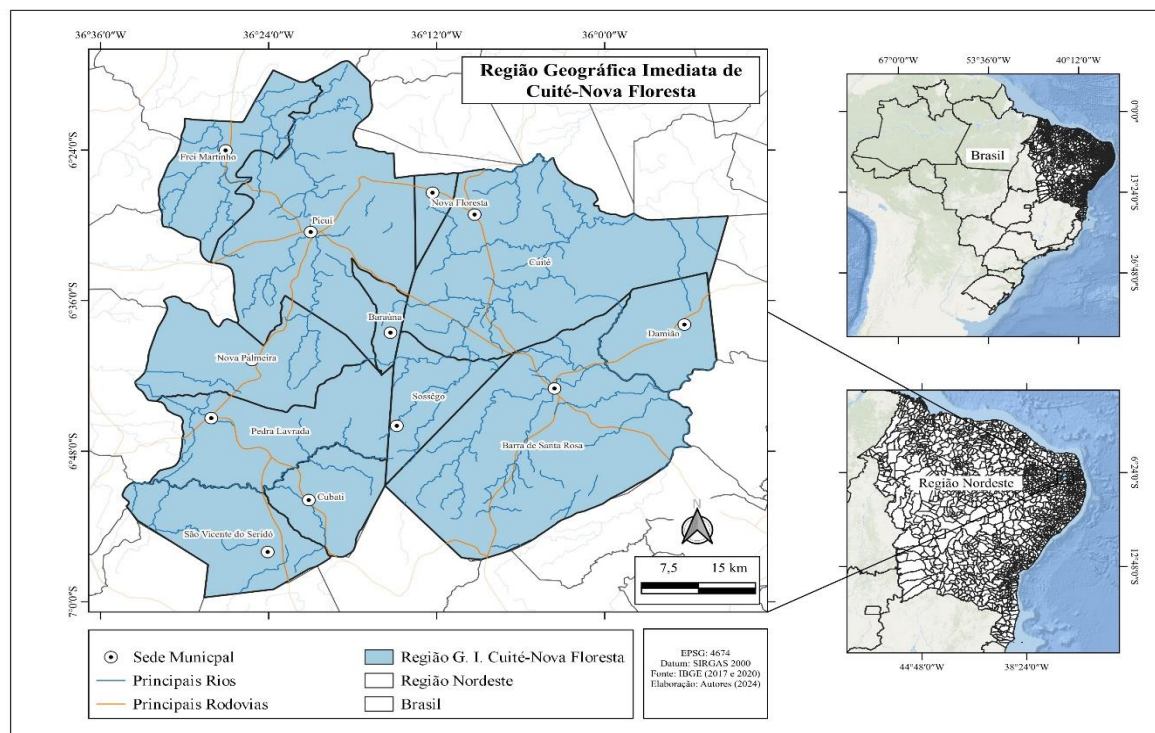 36°36'0"W 36°24'0"W 36°12'0"W 36°0'0"W
Região Geográfica Imediata de
Cuité-Nova Floresta
6°24'0"S
6°36'0"S
6°48'0"S
7°0'0"S
Frei Martinho
Picuí
Nova Floresta
Cuité
Baraúna
Damião
Nova Palmeira
Sossêgo
Pedra Lavrada
Barra de Santa Rosa
Cubati
São Vicente do Seridó
N
7,5 15 km
67°0'0"W 53°36'0"W 40°12'0"W
Brasil
0°0'0"
13°24'0"S
26°48'0"S
Região Nordeste
6°24'0"S
12°48'0"S
44°48'0"W 38°24'0"W
Sede Municpal
Principais Rios
Principais Rodovias
Região G. I. Cuité-Nova Floresta
Região Nordeste
Brasil
EPSG: 4674
Datum: SIRGAS 2000
Fonte: IBGE (2017 e 2020)
Elaboração: Autores (2024)